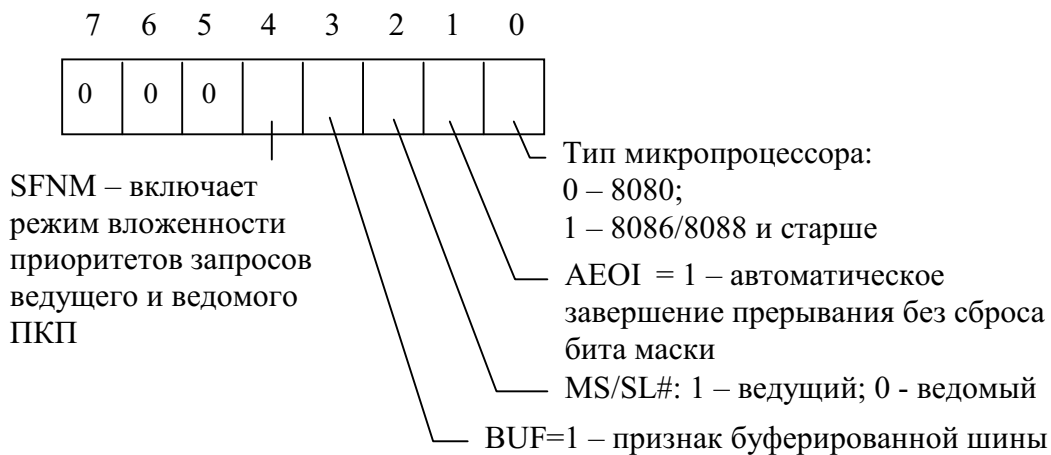 7 6 5 4 3 2 1 0
0 0 0
SFNM – включает
режим вложенности
приоритетов запросов
ведущего и ведомого
ПКП
Тип микропроцессора:
0 – 8080;
1 – 8086/8088 и старше
AEOI = 1 – автоматическое
завершение прерывания без сброса
бита маски
MS/SL#: 1 – ведущий; 0 - ведомый
BUF=1 – признак буферированной шины